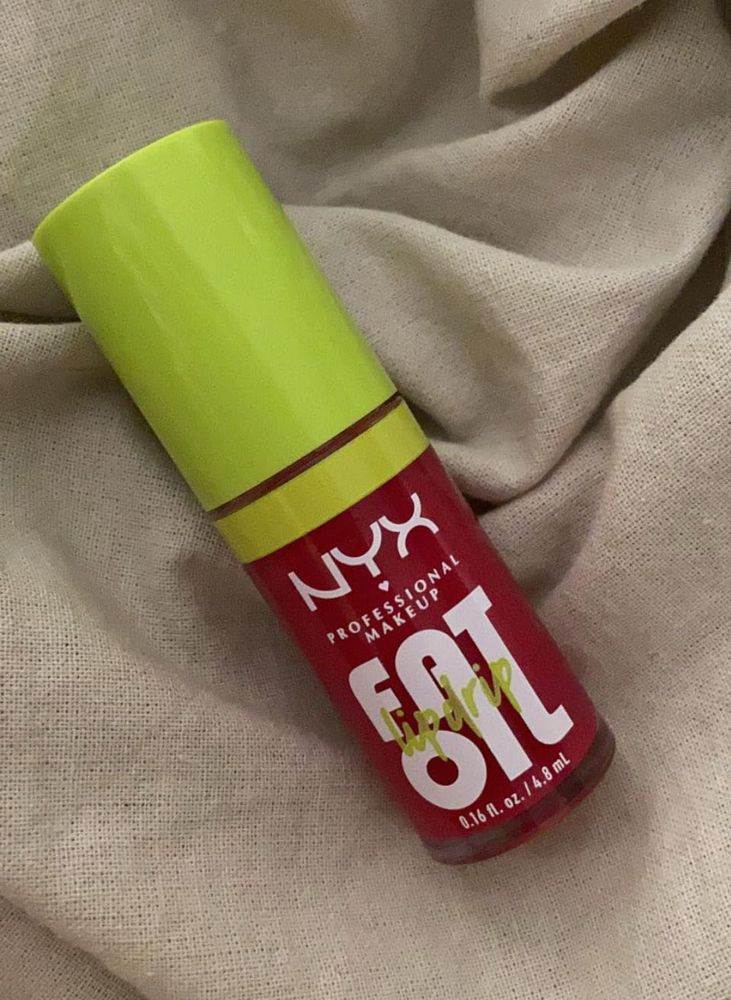 NYX
PROFESSIONAL
MAKEUP
FAT
lip drip
OIL
0.16 fl. oz. / 4.8 mL